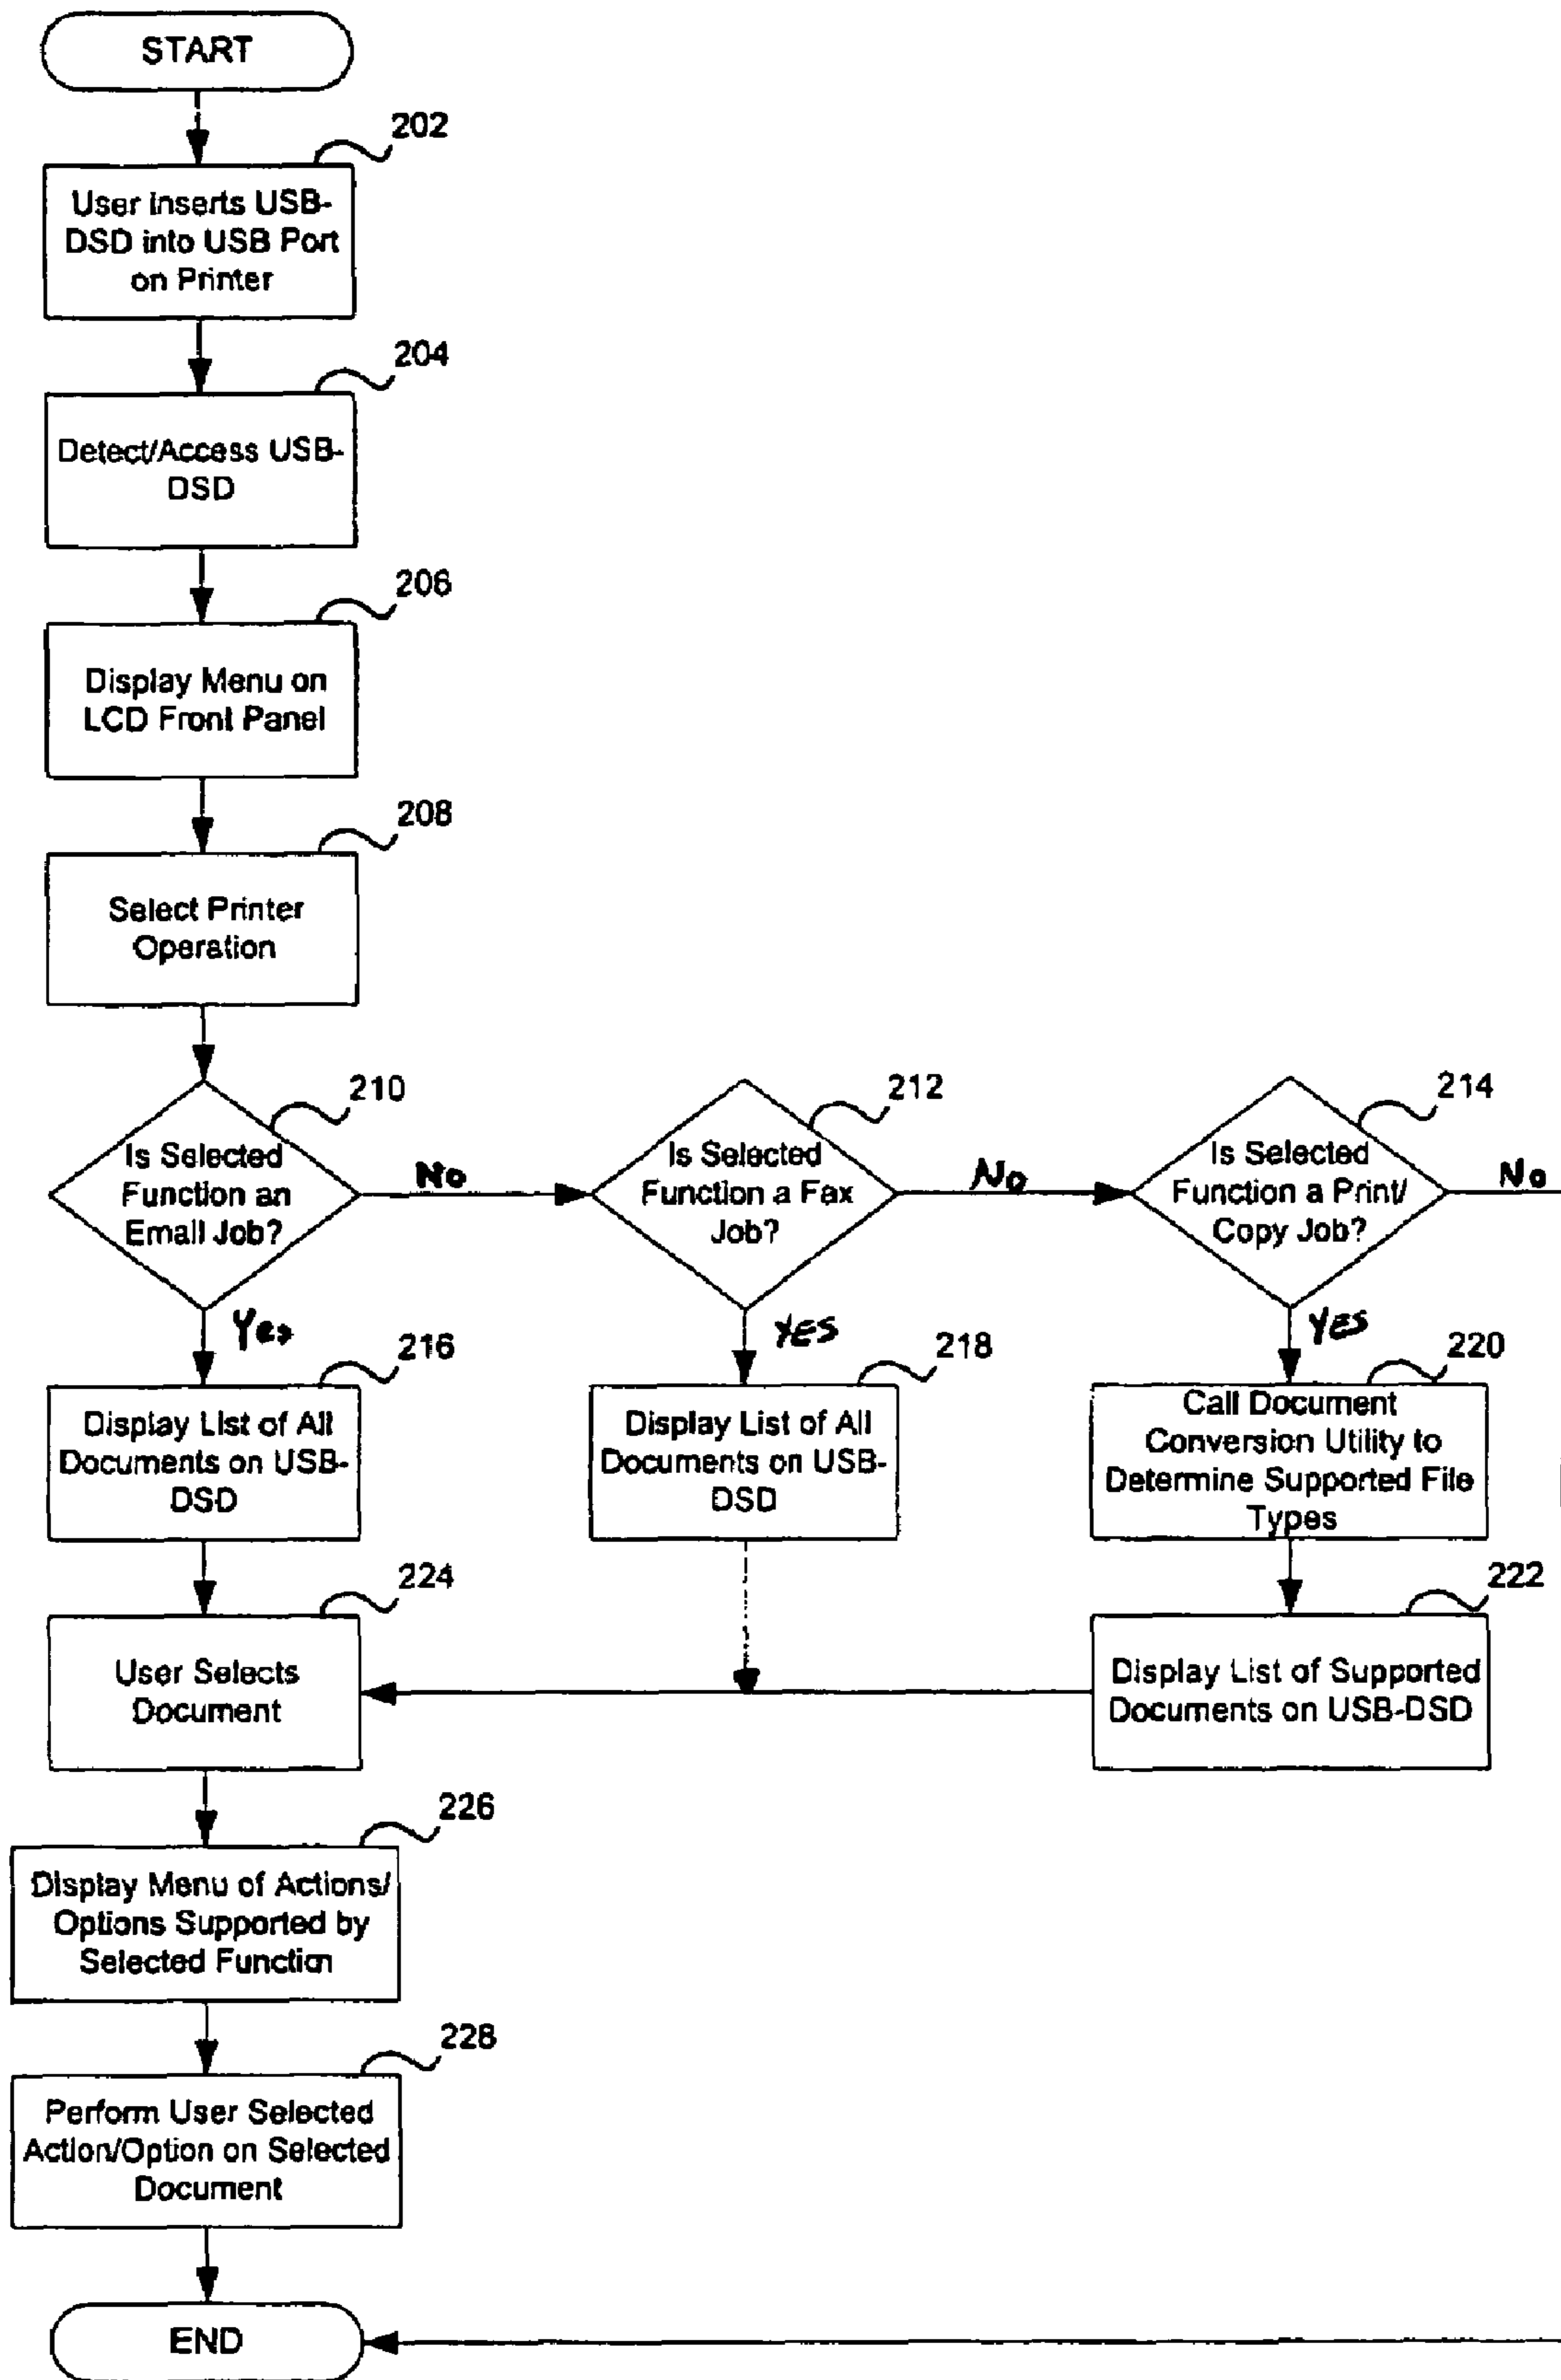 START
202
User Inserts USB-
DSD into USB Port
on Printer
204
Detect/Access USB-
DSD
206
Display Menu on
LCD Front Panel
208
Select Printer
Operation
210
Is Selected
Function an
Email Job?
No
212
Is Selected
Function a Fax
Job?
No
214
Is Selected
Function a Print/
Copy Job?
No
Yes
YES
YES
216
Display List of All
Documents on USB-
DSD
218
Display List of All
Documents on USB-
DSD
220
Call Document
Conversion Utility to
Determine Supported File
Types
224
User Selects
Document
222
Display List of Supported
Documents on USB-DSD
226
Display Menu of Actions/
Options Supported by
Selected Function
228
Perform User Selected
Action/Option on Selected
Document
END